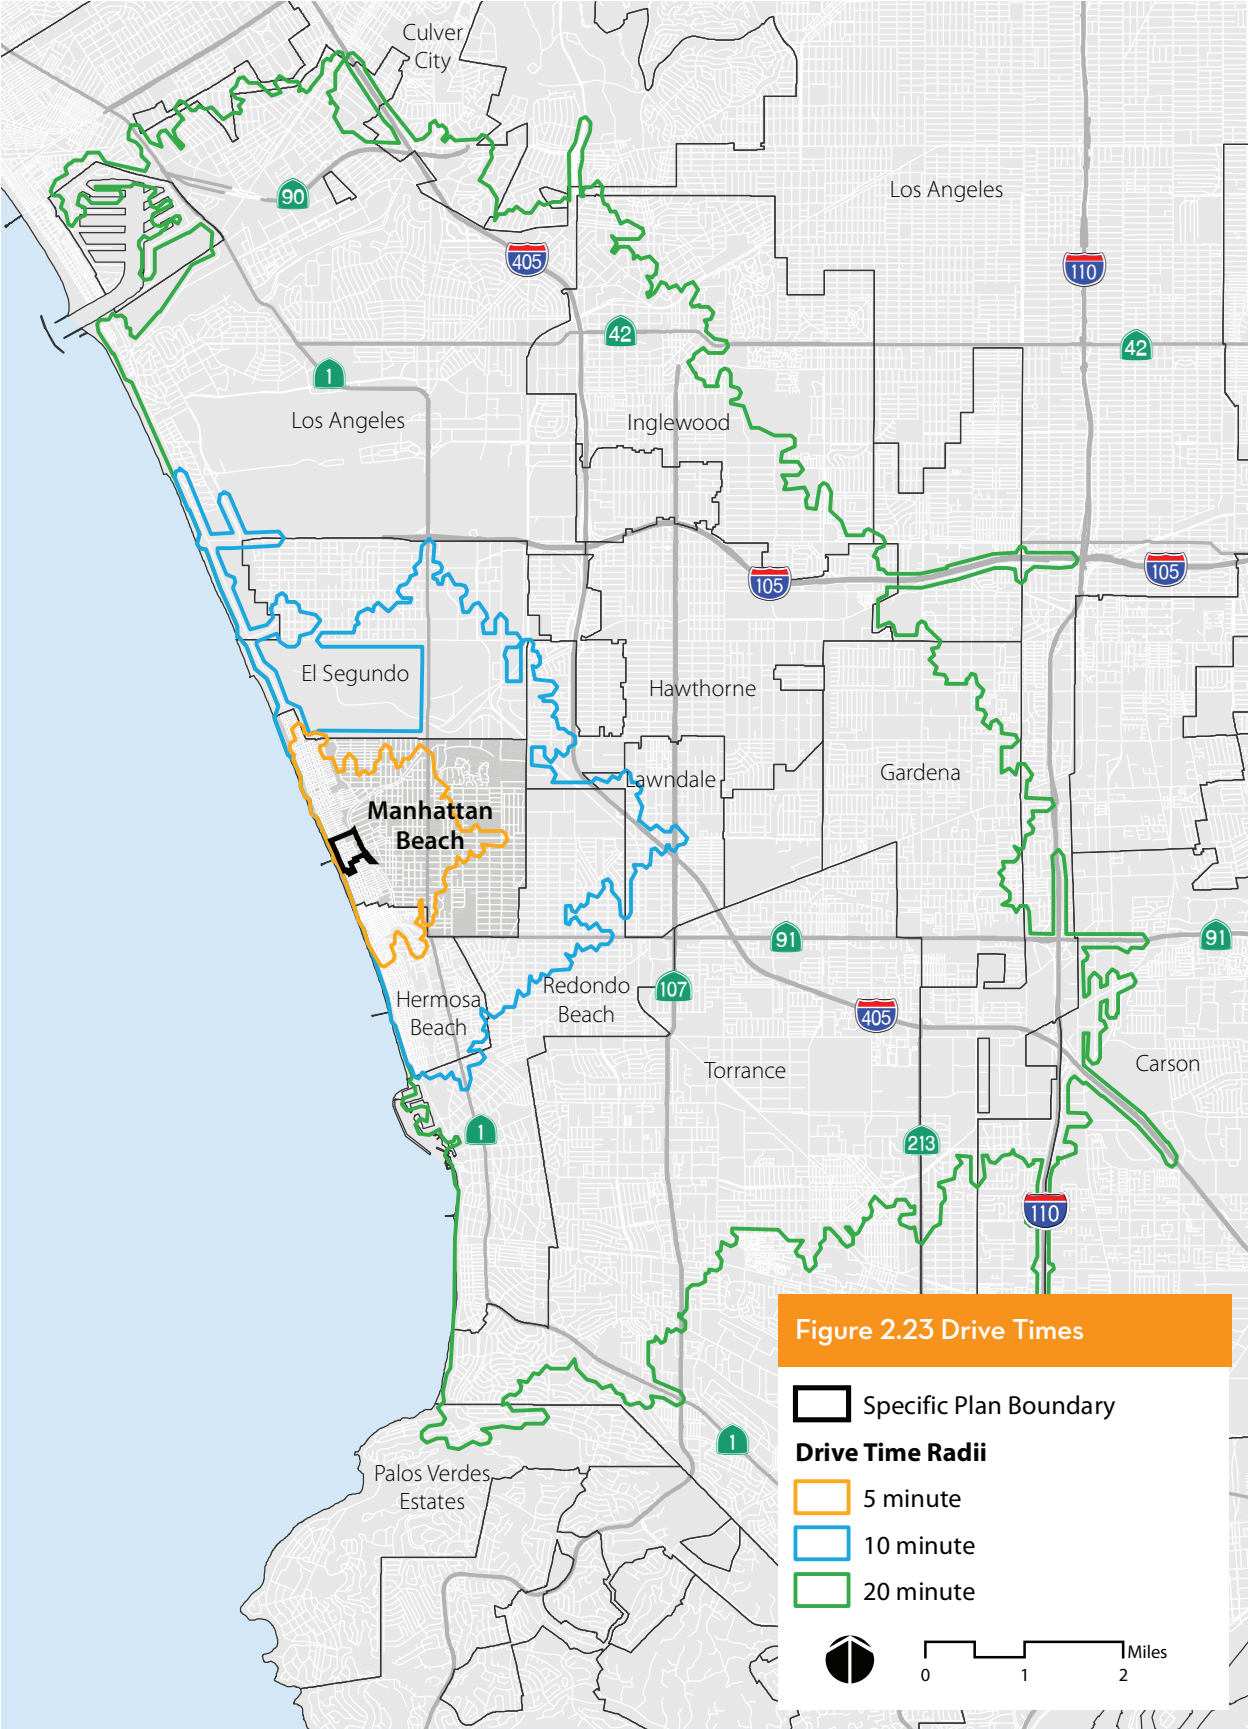 Culver
City
Los Angeles
90
405
110
42
42
1
Los Angeles
Inglewood
105
105
El Segundo
Hawthorne
Lawndale
Gardena
Manhattan
Beach
91
91
Hermosa
Beach
Redondo
Beach
107
405
Torrance
Carson
1
213
110
Figure 2.23 Drive Times
Specific Plan Boundary
Drive Time Radii
5 minute
10 minute
20 minute
Miles
0 1 2
1
Palos Verdes
Estates